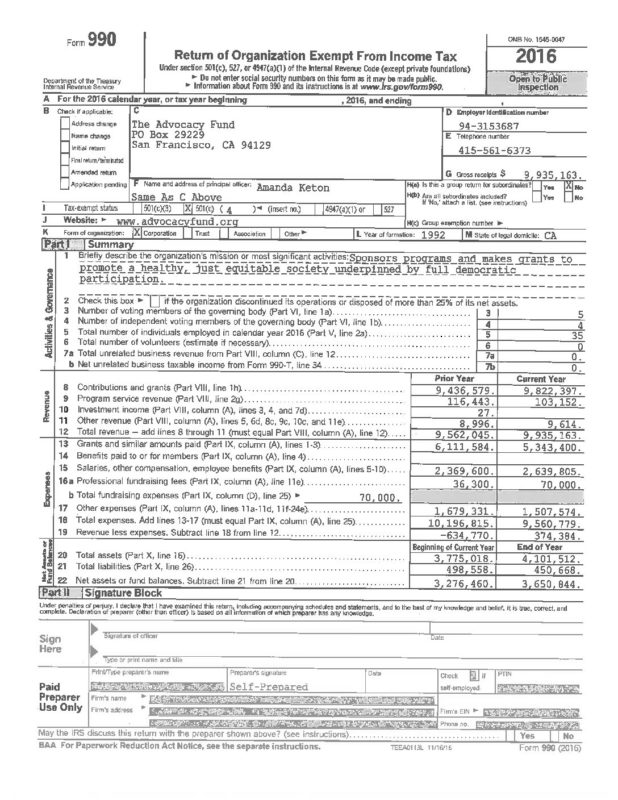 Form 990
OMB No. 1545-0047
Return of Organization Exempt From Income Tax
2016
Under section 501(c), 527, or 4947(a)(1) of the Internal Revenue Code (except private foundations)
► Do not enter social security numbers on this form as it may be made public.
► Information about Form 990 and its instructions is at www.irs.gov/form990.
Department of the Treasury
Internal Revenue Service
Open to Public
Inspection
A For the 2016 calendar year, or tax year beginning , 2016, and ending
B Check if applicable:
C
D Employer identification number
Address change
The Advocacy Fund
94-3153687
Name change
PO Box 29229
E Telephone number
Initial return
San Francisco, CA 94129
415-561-6373
Final return/terminated
Amended return
G Gross receipts $ 9,935,163.
Application pending
F Name and address of principal officer: Amanda Keton
H(a) Is this a group return for subordinates? Yes X No
Same As C Above
H(b) Are all subordinates included? Yes No
If 'No,' attach a list. (see instructions)
I Tax-exempt status 501(c)(3) X 501(c) ( 4 )◄ (insert no.) 4947(a)(1) or 527
J Website: ► www.advocacyfund.org
H(c) Group exemption number ►
K Form of organization: X Corporation Trust Association Other► L Year of formation: 1992 M State of legal domicile: CA
Part I Summary
1 Briefly describe the organization's mission or most significant activities: Sponsors programs and makes grants to
promote a healthy, just equitable society underpinned by full democratic
participation.
Activities & Governance
2 Check this box ► if the organization discontinued its operations or disposed of more than 25% of its net assets.
3 Number of voting members of the governing body (Part VI, line 1a) 3 5
4 Number of independent voting members of the governing body (Part VI, line 1b) 4 4
5 Total number of individuals employed in calendar year 2016 (Part V, line 2a) 5 35
6 Total number of volunteers (estimate if necessary) 6 0
7a Total unrelated business revenue from Part VIII, column (C), line 12 7a 0.
b Net unrelated business taxable income from Form 990-T, line 34 7b 0.
Prior Year Current Year
Revenue
8 Contributions and grants (Part VIII, line 1h) 9,436,579. 9,822,397.
9 Program service revenue (Part VIII, line 2g) 116,443. 103,152.
10 Investment income (Part VIII, column (A), lines 3, 4, and 7d) 27.
11 Other revenue (Part VIII, column (A), lines 5, 6d, 8c, 9c, 10c, and 11e) 8,996. 9,614.
12 Total revenue – add lines 8 through 11 (must equal Part VIII, column (A), line 12) 9,562,045. 9,935,163.
Expenses
13 Grants and similar amounts paid (Part IX, column (A), lines 1-3) 6,111,584. 5,343,400.
14 Benefits paid to or for members (Part IX, column (A), line 4)
15 Salaries, other compensation, employee benefits (Part IX, column (A), lines 5-10) 2,369,600. 2,639,805.
16a Professional fundraising fees (Part IX, column (A), line 11e) 36,300. 70,000.
b Total fundraising expenses (Part IX, column (D), line 25) ► 70,000.
17 Other expenses (Part IX, column (A), lines 11a-11d, 11f-24e) 1,679,331. 1,507,574.
18 Total expenses. Add lines 13-17 (must equal Part IX, column (A), line 25) 10,196,815. 9,560,779.
19 Revenue less expenses. Subtract line 18 from line 12 -634,770. 374,384.
Net Assets or
Fund Balances
Beginning of Current Year End of Year
20 Total assets (Part X, line 16) 3,775,018. 4,101,512.
21 Total liabilities (Part X, line 26) 498,558. 450,668.
22 Net assets or fund balances. Subtract line 21 from line 20 3,276,460. 3,650,844.
Part II Signature Block
Under penalties of perjury, I declare that I have examined this return, including accompanying schedules and statements, and to the best of my knowledge and belief, it is true, correct, and
complete. Declaration of preparer (other than officer) is based on all information of which preparer has any knowledge.
Sign
Here
Signature of officer Date
Type or print name and title
Paid
Preparer
Use Only
Print/Type preparer's name Preparer's signature Date Check if PTIN
Self-Prepared
self-employed
Firm's name ►
Firm's address ► Firm's EIN ►
Phone no.
May the IRS discuss this return with the preparer shown above? (see instructions) Yes No
BAA For Paperwork Reduction Act Notice, see the separate instructions. TEEA0113L 11/16/16 Form 990 (2016)